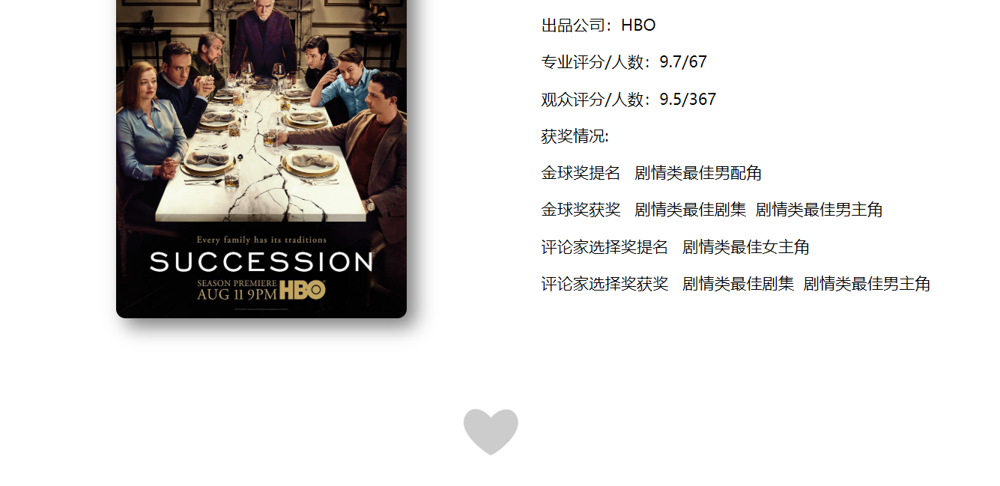 出品公司：HBO
专业评分/人数：9.7/67
观众评分/人数：9.5/367
获奖情况:
金球奖提名 剧情类最佳男配角
金球奖获奖 剧情类最佳剧集 剧情类最佳男主角
评论家选择奖提名 剧情类最佳女主角
评论家选择奖获奖 剧情类最佳剧集 剧情类最佳男主角
Every family has its traditions
SUCCESSION
SEASON PREMIERE
AUG 11 9PM HBO